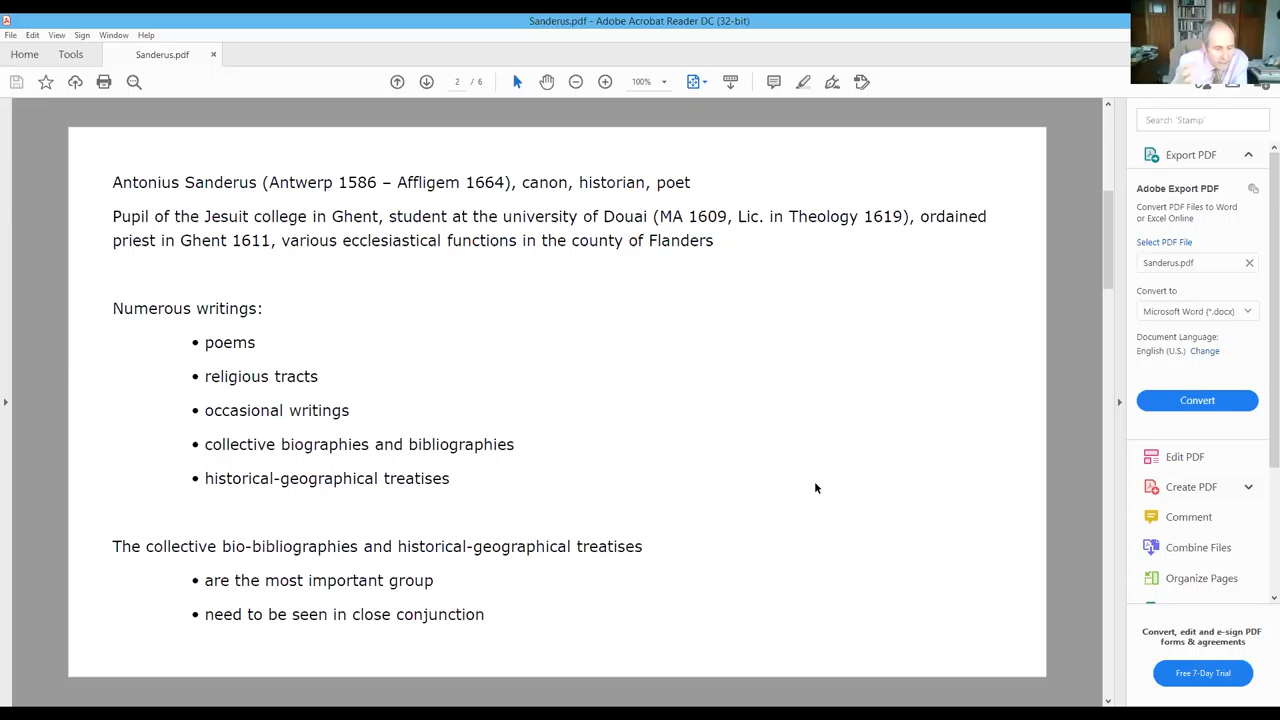 Sanderus.pdf - Adobe Acrobat Reader DC (32-bit)
File Edit View Sign Window Help
Home Tools Sanderus.pdf ×
2 / 6 100%
Antonius Sanderus (Antwerp 1586 – Affligem 1664), canon, historian, poet
Pupil of the Jesuit college in Ghent, student at the university of Douai (MA 1609, Lic. in Theology 1619), ordained
priest in Ghent 1611, various ecclesiastical functions in the county of Flanders
Numerous writings:
• poems
• religious tracts
• occasional writings
• collective biographies and bibliographies
• historical-geographical treatises
The collective bio-bibliographies and historical-geographical treatises
• are the most important group
• need to be seen in close conjunction
Search 'Stamp'
Export PDF
Adobe Export PDF
Convert PDF Files to Word
or Excel Online
Select PDF File
Sanderus.pdf
Convert to
Microsoft Word (*.docx)
Document Language:
English (U.S.) Change
Convert
Edit PDF
Create PDF
Comment
Combine Files
Organize Pages
Convert, edit and e-sign PDF
forms & agreements
Free 7-Day Trial